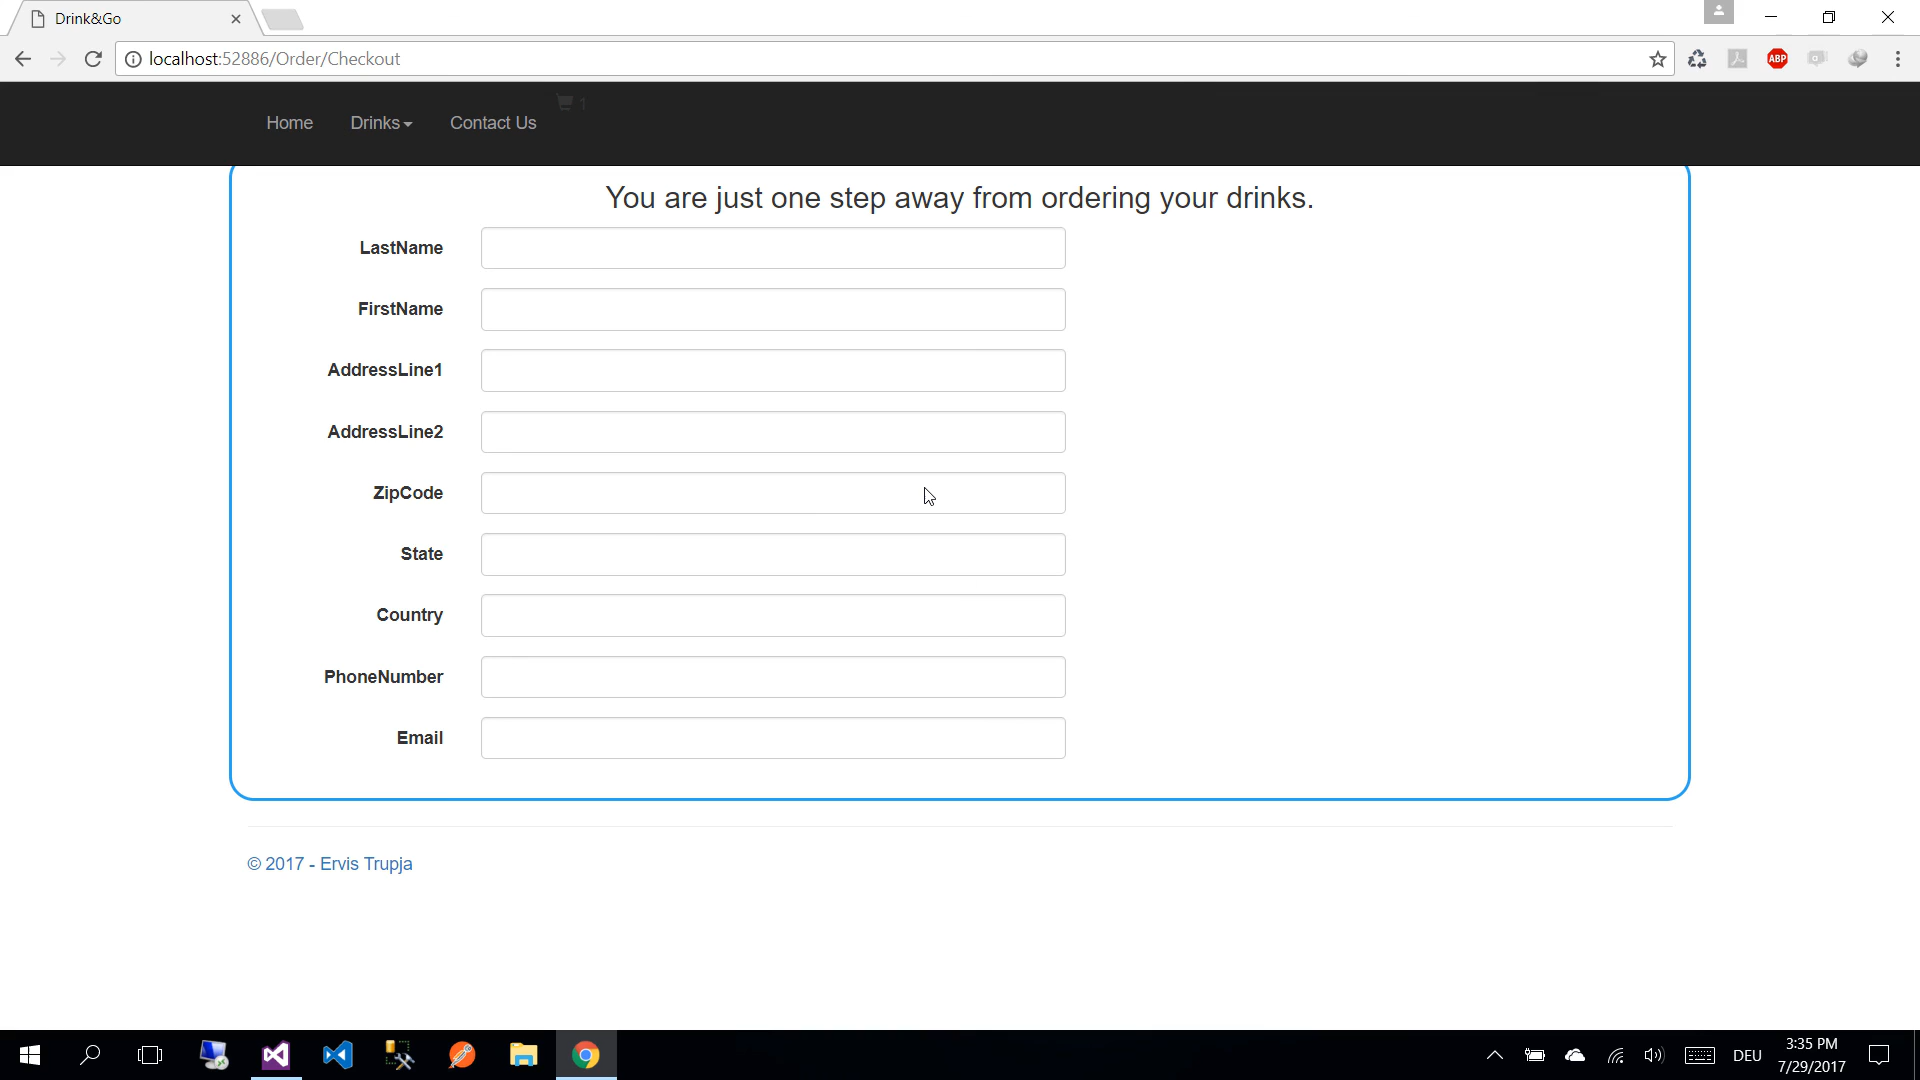 Drink&Go
localhost:52886/Order/Checkout
ABP
Home
Drinks
Contact Us
1
You are just one step away from ordering your drinks.
LastName
FirstName
AddressLine1
AddressLine2
ZipCode
State
Country
PhoneNumber
Email
© 2017 - Ervis Trupja
DEU
3:35 PM
7/29/2017